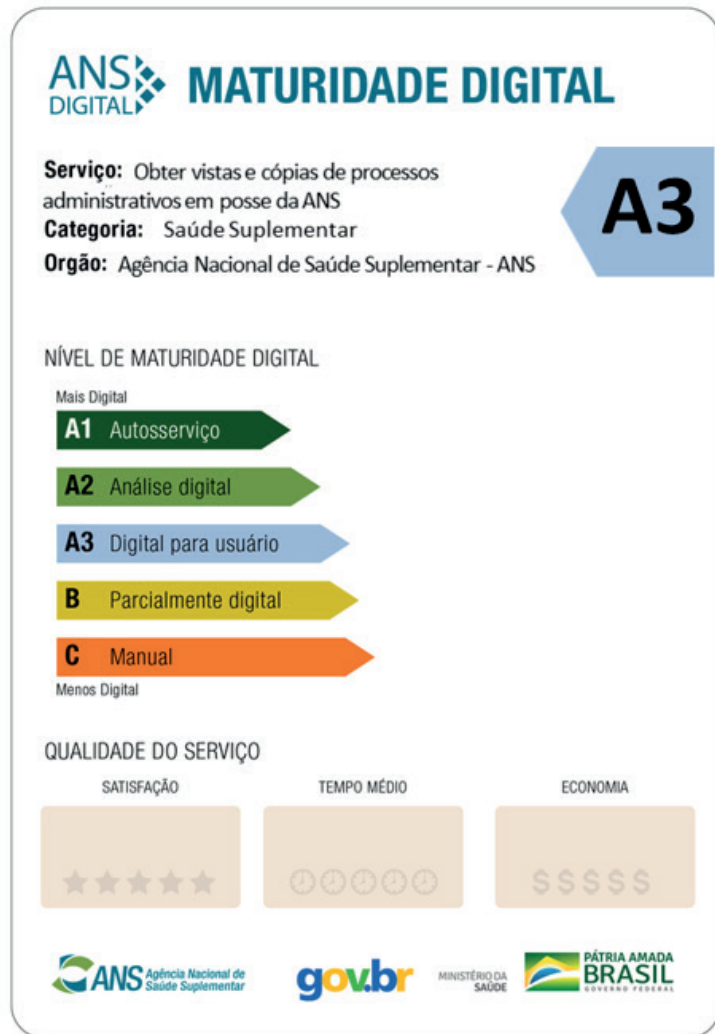 ANS
DIGITAL
MATURIDADE DIGITAL
Serviço: Obter vistas e cópias de processos
administrativos em posse da ANS
Categoria: Saúde Suplementar
Orgão: Agência Nacional de Saúde Suplementar - ANS
A3
NÍVEL DE MATURIDADE DIGITAL
Mais Digital
A1 Autosserviço
A2 Análise digital
A3 Digital para usuário
B Parcialmente digital
C Manual
Menos Digital
QUALIDADE DO SERVIÇO
SATISFAÇÃO
TEMPO MÉDIO
ECONOMIA
$$$$$
ANS Agência Nacional de
Saúde Suplementar
gov.br
MINISTÉRIO DA
SAÚDE
PÁTRIA AMADA
BRASIL
GOVERNO FEDERAL